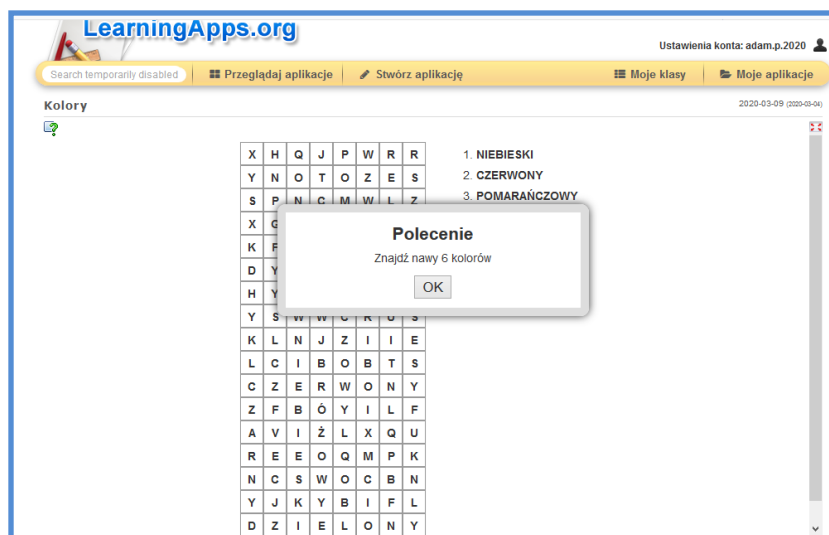 LearningApps.org
Ustawienia konta: adam.p.2020
Search temporarily disabled Przeglądaj aplikacje Stwórz aplikację Moje klasy Moje aplikacje
Kolory 2020-03-09 (2020-03-04)
X H Q J P W R R 1. NIEBIESKI
Y N O T O Z E S 2. CZERWONY
S P N C M W L Z 3. POMARAŃCZOWY
X
K
D Y
H Y
Polecenie
Znajdź nawy 6 kolorów
OK
Y S W W C R U S
K L N J Z I I E
L C I B O B T S
C Z E R W O N Y
Z F B Ó Y I L F
A V I Ż L X Q U
R E E O Q M P K
N C S W O C B N
Y J K Y B I F L
D Z I E L O N Y